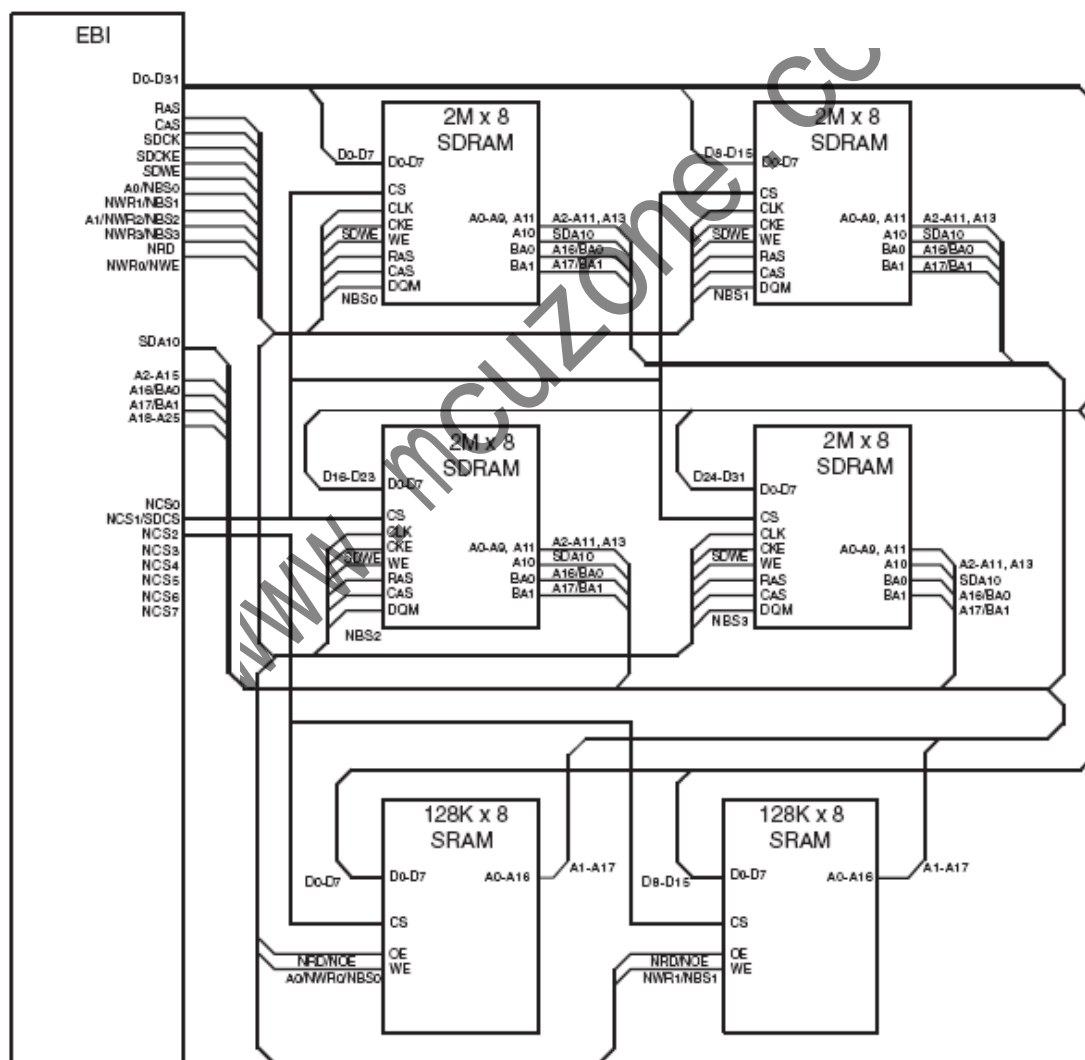 EBI
D0-D31
RAS
CAS
SDCK
SDCKE
SDWE
A0/NBS0
NWR1/NBS1
A1/NWR2/NBS2
NWR3/NBS3
NRD
NWR0/NWE
SDA10
A2-A15
A16/BA0
A17/BA1
A18-A25
NCS0
NCS1/SDCS
NCS2
NCS3
NCS4
NCS5
NCS6
NCS7
2M x 8
SDRAM
D0-D7
D0-D7
CS
CLK
CKE
SDWE
WE
RAS
CAS
DQM
NBS0
A0-A9, A11
A10
BA0
BA1
A2-A11, A13
SDA10
A16/BA0
A17/BA1
2M x 8
SDRAM
D8-D15
D0-D7
CS
CLK
CKE
SDWE
WE
RAS
CAS
DQM
NBS1
A0-A9, A11
A10
BA0
BA1
A2-A11, A13
SDA10
A16/BA0
A17/BA1
2M x 8
SDRAM
D16-D23
D0-D7
CS
CLK
CKE
SDWE
WE
RAS
CAS
DQM
NBS2
A0-A9, A11
A10
BA0
BA1
A2-A11, A13
SDA10
A16/BA0
A17/BA1
2M x 8
SDRAM
D24-D31
D0-D7
CS
CLK
CKE
SDWE
WE
RAS
CAS
DQM
NBS3
A0-A9, A11
A10
BA0
BA1
A2-A11, A13
SDA10
A16/BA0
A17/BA1
128K x 8
SRAM
D0-D7
D0-D7
A0-A16
A1-A17
CS
OE
NRD/NOE
WE
A0/NWR0/NBS0
128K x 8
SRAM
D8-D15
D0-D7
A0-A16
A1-A17
CS
OE
NRD/NOE
WE
NWR1/NBS1
www.mcuzone.co